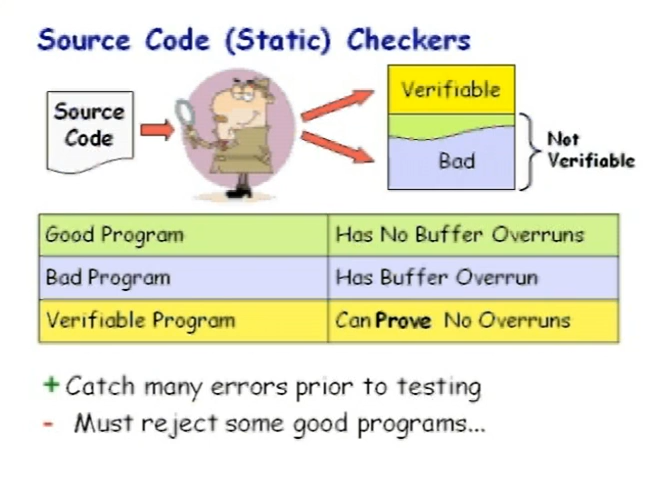 Source Code (Static) Checkers
Source
Code
Verifiable
Bad
Not
Verifiable
Good Program Has No Buffer Overruns
Bad Program Has Buffer Overrun
Verifiable Program Can Prove No Overruns
+ Catch many errors prior to testing
- Must reject some good programs...